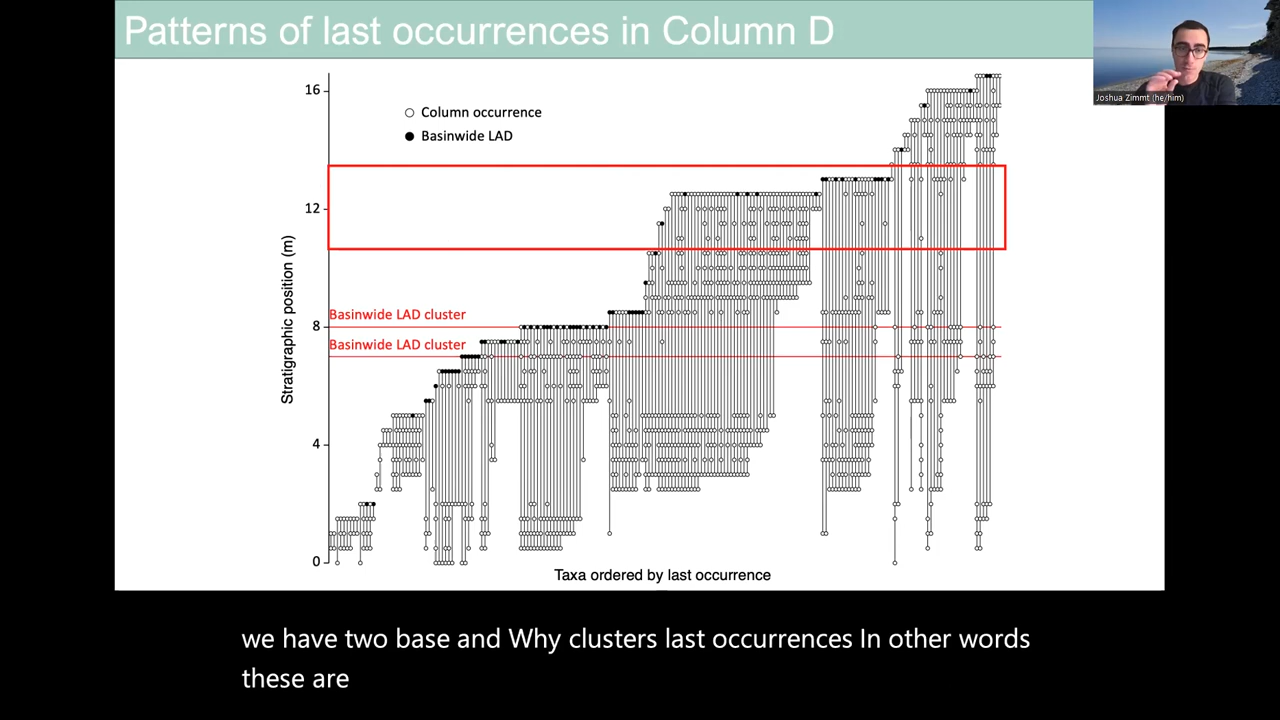 Patterns of last occurrences in Column D
Joshua Zimmt (he/him)
16
Column occurrence
Basinwide LAD
12
Stratigraphic position (m)
Basinwide LAD cluster
8
Basinwide LAD cluster
4
0
Taxa ordered by last occurrence
we have two base and Why clusters last occurrences In other words
these are